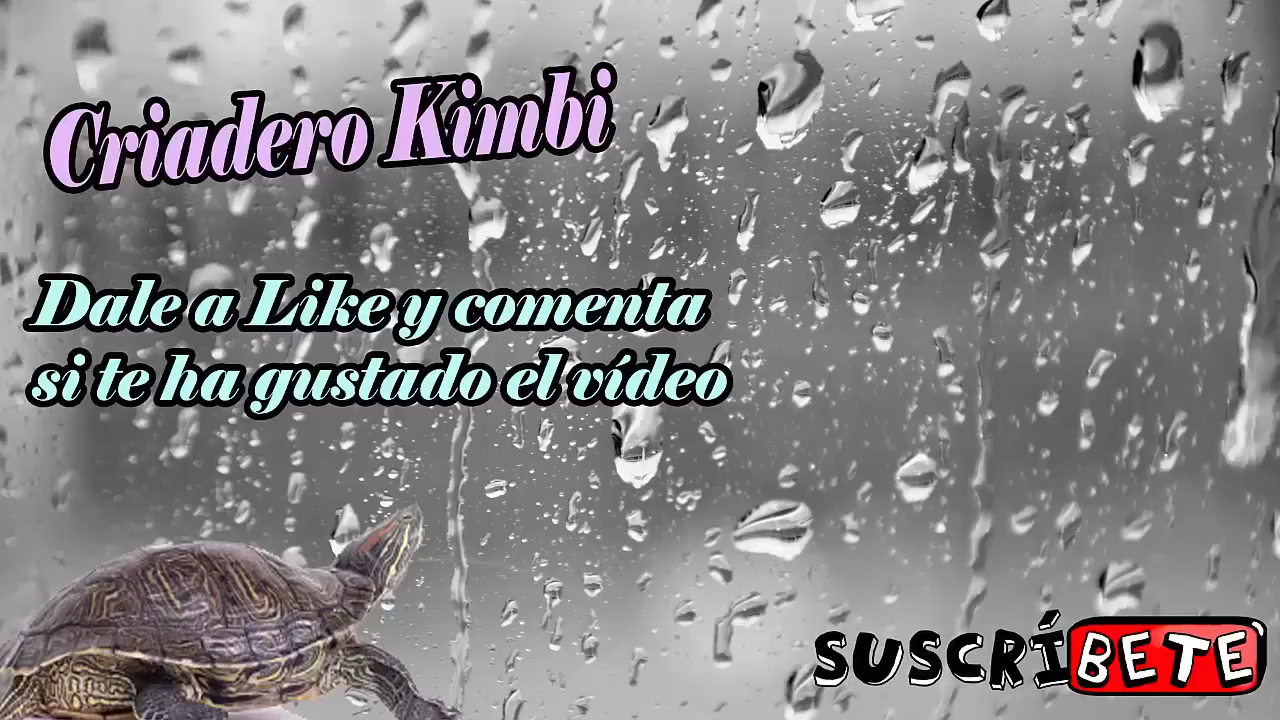 Criadero Kimbi
Dale a Like y comenta
si te ha gustado el vídeo
SUSCRÍBETE